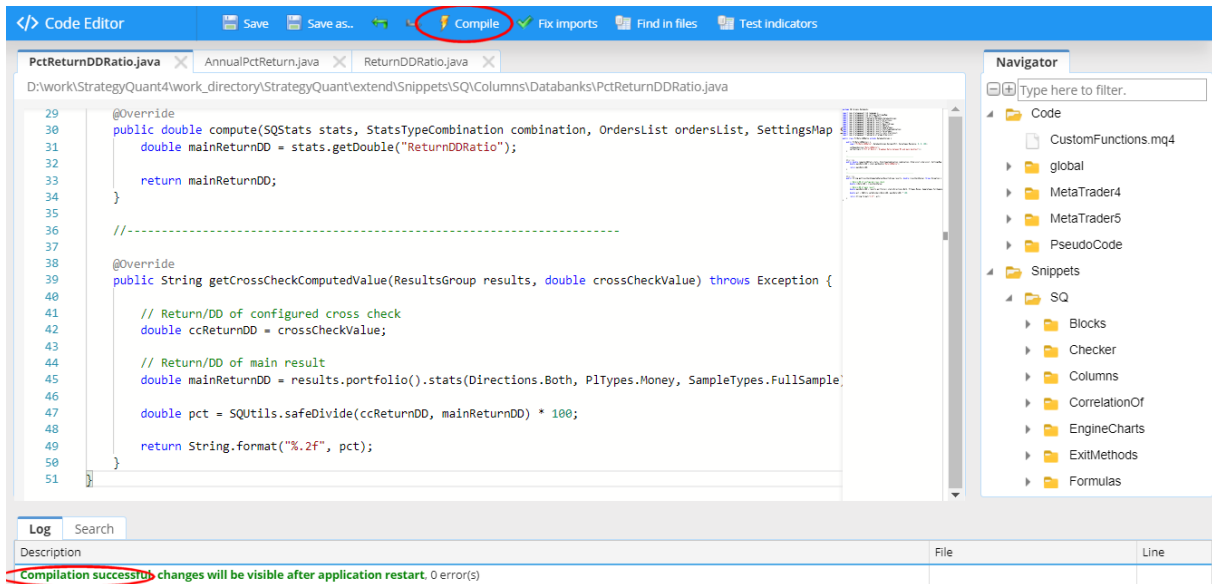 </> Code Editor Save Save as.. Compile Fix imports Find in files Test indicators
PctReturnDDRatio.java AnnualPctReturn.java ReturnDDRatio.java
D:\work\StrategyQuant4\work_directory\StrategyQuant\extend\Snippets\SQ\Columns\Databanks\PctReturnDDRatio.java
29 @Override
30 public double compute(SQStats stats, StatsTypeCombination combination, OrdersList ordersList, SettingsMap
31 double mainReturnDD = stats.getDouble("ReturnDDRatio");
32
33 return mainReturnDD;
34 }
35
36 //------------------------------------------------------------------------
37
38 @Override
39 public String getCrossCheckComputedValue(ResultsGroup results, double crossCheckValue) throws Exception {
40
41 // Return/DD of configured cross check
42 double ccReturnDD = crossCheckValue;
43
44 // Return/DD of main result
45 double mainReturnDD = results.portfolio().stats(Directions.Both, PlTypes.Money, SampleTypes.FullSample)
46
47 double pct = SQUtils.safeDivide(ccReturnDD, mainReturnDD) * 100;
48
49 return String.format("%.2f", pct);
50 }
51 }
Navigator
Type here to filter.
Code
CustomFunctions.mq4
global
MetaTrader4
MetaTrader5
PseudoCode
Snippets
SQ
Blocks
Checker
Columns
CorrelationOf
EngineCharts
ExitMethods
Formulas
Log Search
Description File Line
Compilation successful, changes will be visible after application restart, 0 error(s)